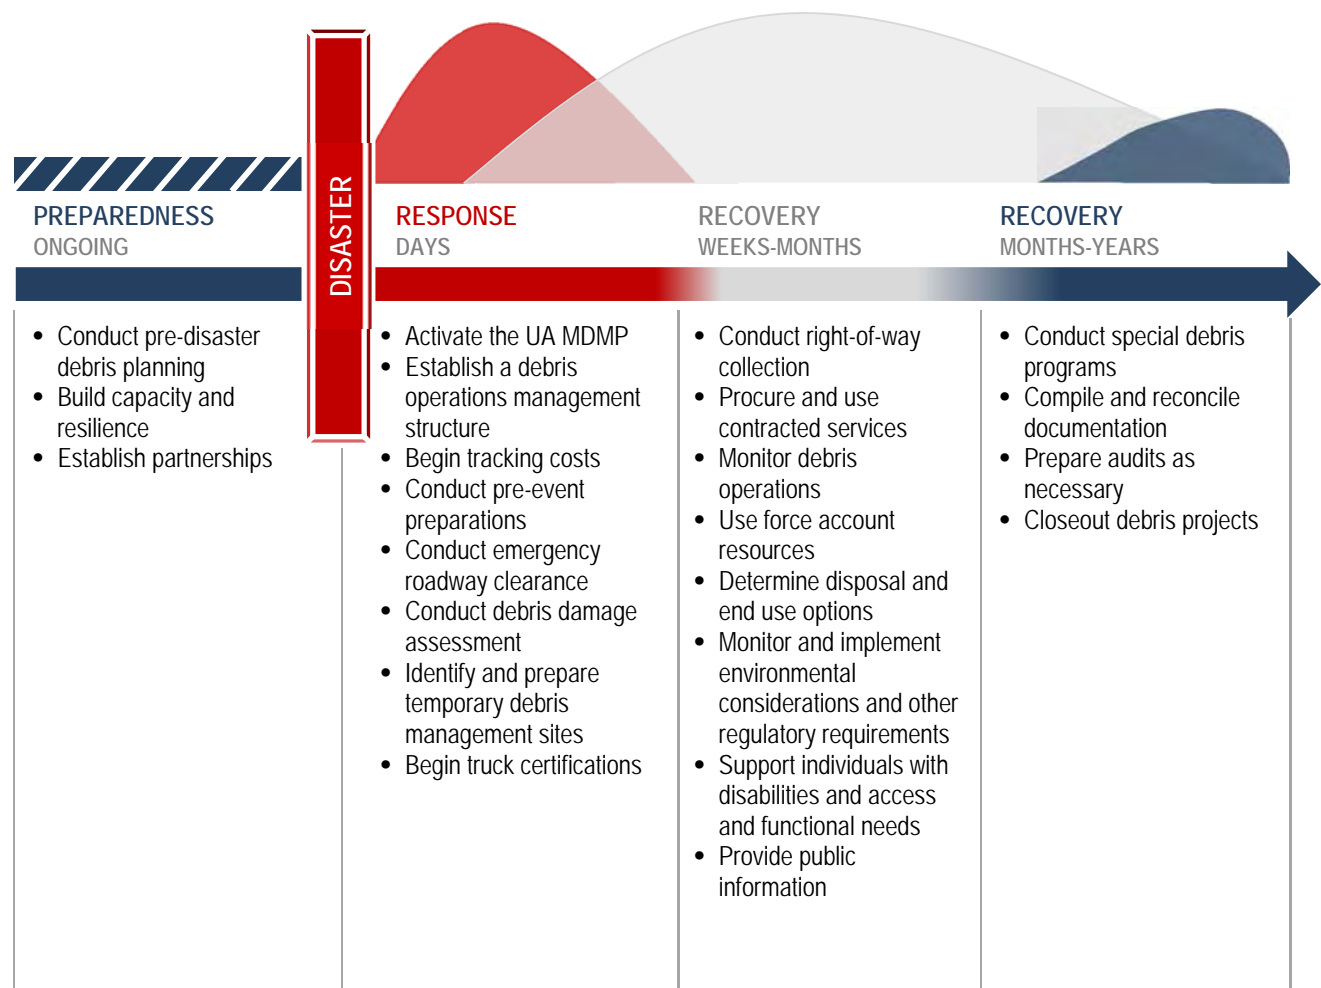 PREPAREDNESS
ONGOING
• Conduct pre-disaster
debris planning
• Build capacity and
resilience
• Establish partnerships
DISASTER
RESPONSE
DAYS
• Activate the UA MDMP
• Establish a debris
operations management
structure
• Begin tracking costs
• Conduct pre-event
preparations
• Conduct emergency
roadway clearance
• Conduct debris damage
assessment
• Identify and prepare
temporary debris
management sites
• Begin truck certifications
RECOVERY
WEEKS-MONTHS
• Conduct right-of-way
collection
• Procure and use
contracted services
• Monitor debris
operations
• Use force account
resources
• Determine disposal and
end use options
• Monitor and implement
environmental
considerations and other
regulatory requirements
• Support individuals with
disabilities and access
and functional needs
• Provide public
information
RECOVERY
MONTHS-YEARS
• Conduct special debris
programs
• Compile and reconcile
documentation
• Prepare audits as
necessary
• Closeout debris projects